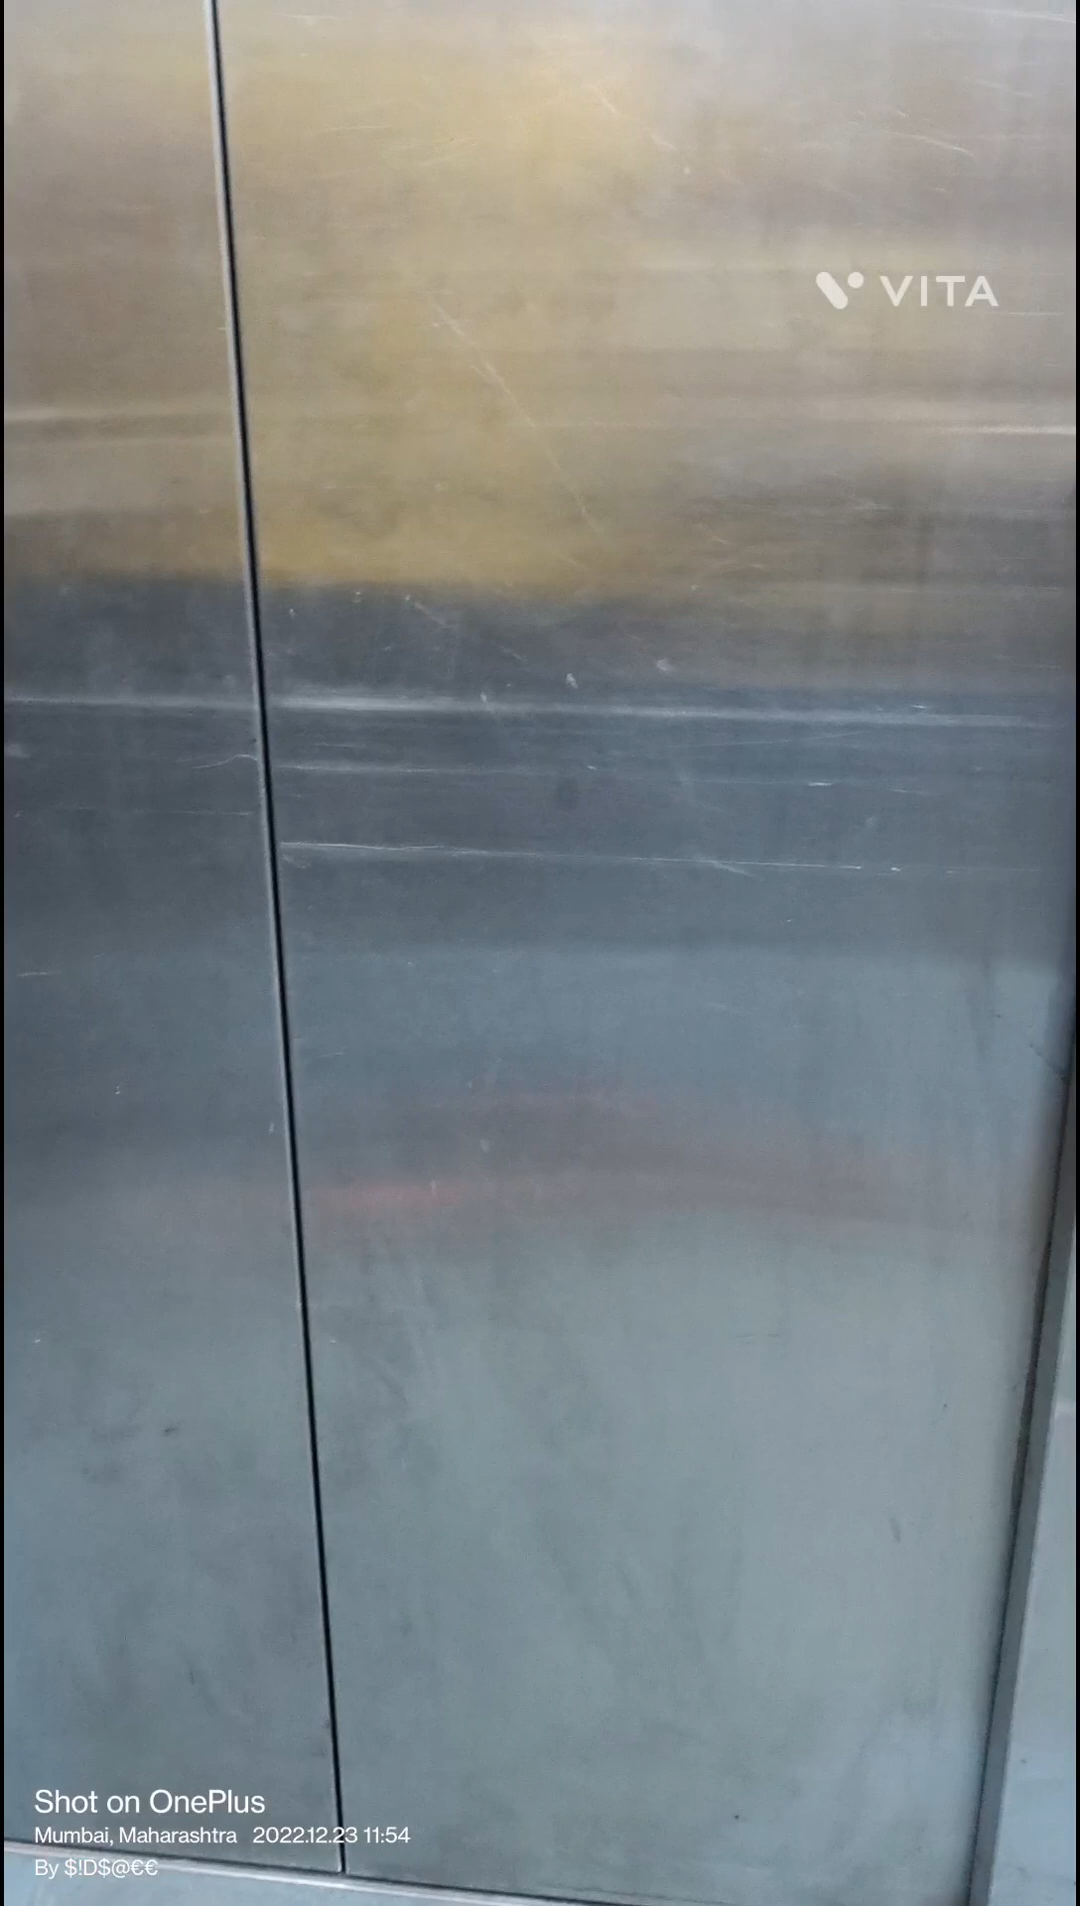 VITA
Shot on OnePlus
Mumbai, Maharashtra 2022.12.23 11:54
By $!D$@€€